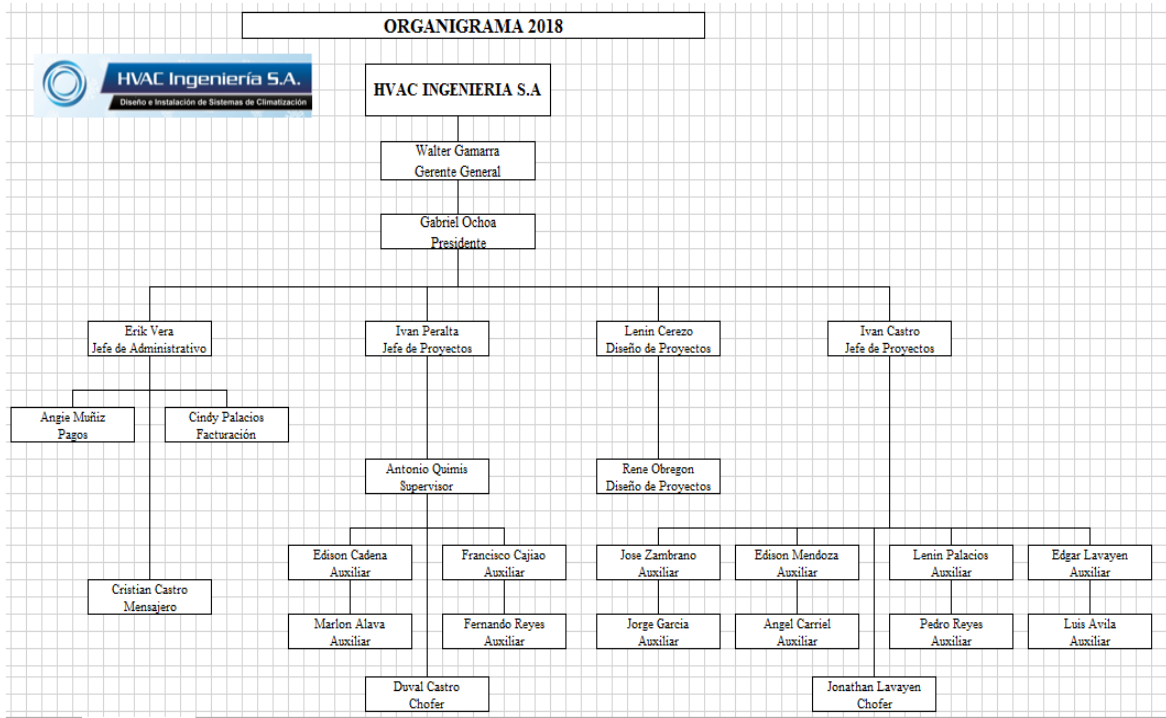 ORGANIGRAMA 2018
HVAC Ingeniería S.A.
Diseño e Instalación de Sistemas de Climatización
HVAC INGENIERIA S.A
Walter Gamarra
Gerente General
Gabriel Ochoa
Presidente
Erik Vera
Jefe de Administrativo
Ivan Peralta
Jefe de Proyectos
Lenin Cerezo
Diseño de Proyectos
Ivan Castro
Jefe de Proyectos
Angie Muñiz
Pagos
Cindy Palacios
Facturación
Antonio Quimis
Supervisor
Rene Obregon
Diseño de Proyectos
Edison Cadena
Auxiliar
Francisco Cajiao
Auxiliar
Jose Zambrano
Auxiliar
Edison Mendoza
Auxiliar
Lenin Palacios
Auxiliar
Edgar Lavayen
Auxiliar
Cristian Castro
Mensajero
Marlon Alava
Auxiliar
Fernando Reyes
Auxiliar
Jorge Garcia
Auxiliar
Angel Carriel
Auxiliar
Pedro Reyes
Auxiliar
Luis Avila
Auxiliar
Duval Castro
Chofer
Jonathan Lavayen
Chofer